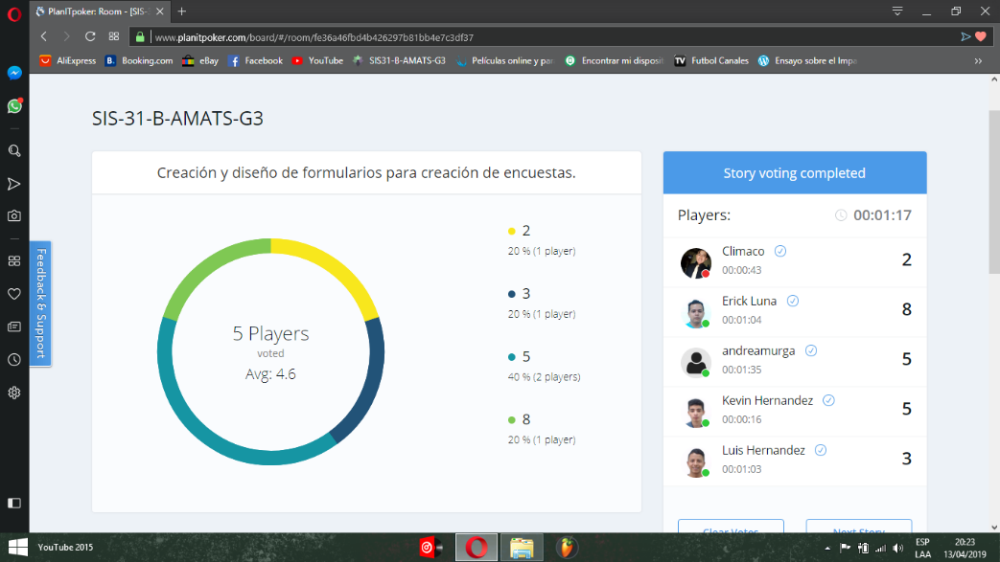 PlanITpoker: Room - [SIS-
www.planitpoker.com/board/#/room/fe36a46fbd4b426297b81bb4e7c3df37
AliExpress
B.
Booking.com
eBay
Facebook
YouTube
SIS31-B-AMATS-G3
Películas online y par
Encontrar mi disposit
TV
Futbol Canales
Ensayo sobre el Impa
SIS-31-B-AMATS-G3
Feedback & Support
Creación y diseño de formularios para creación de encuestas.
5 Players
voted
Avg: 4.6
2
20 % (1 player)
3
20 % (1 player)
5
40 % (2 players)
8
20 % (1 player)
Story voting completed
Players:
00:01:17
Climaco
00:00:43
2
Erick Luna
00:01:04
8
andreamurga
00:01:35
5
Kevin Hernandez
00:00:16
5
Luis Hernandez
00:01:03
3
Clear Votes
Next Story
YouTube 2015
ESP
LAA
20:23
13/04/2019